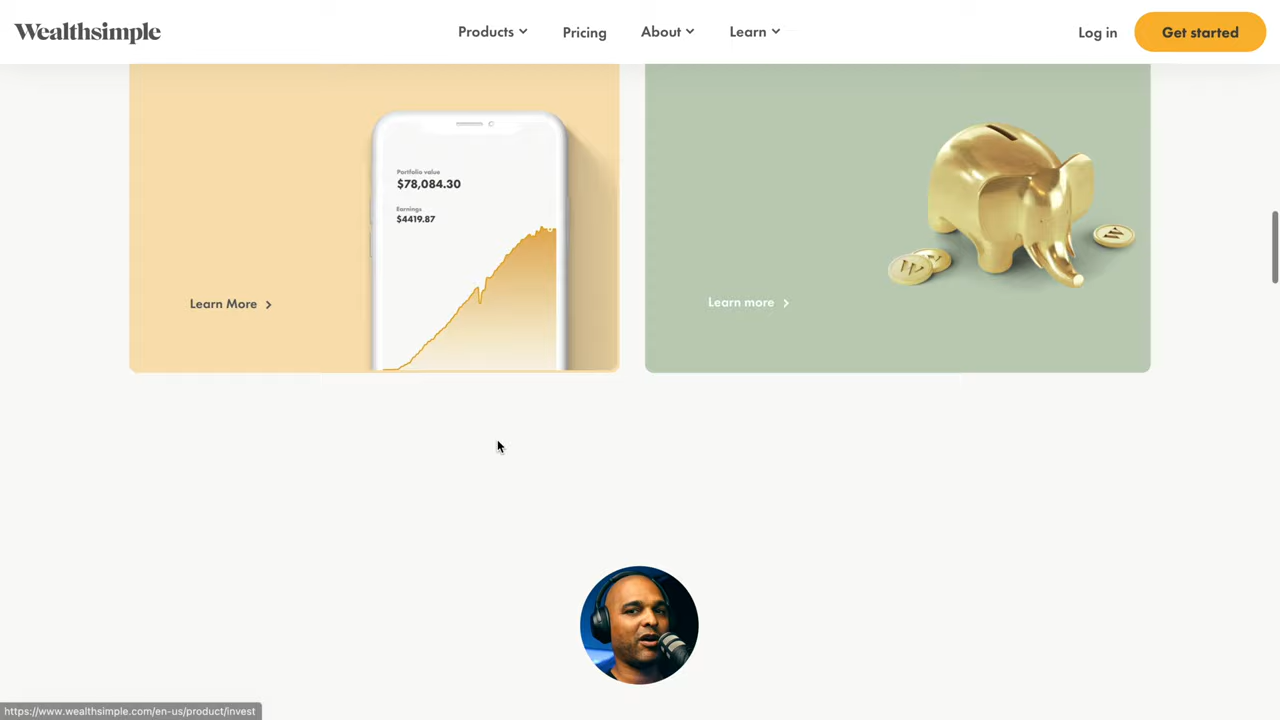 Wealthsimple
Products
Pricing
About
Learn
Log in
Get started
Portfolio value
$78,084.30
Earnings
$4419.87
Learn More
Learn more
https://www.wealthsimple.com/en-us/product/invest